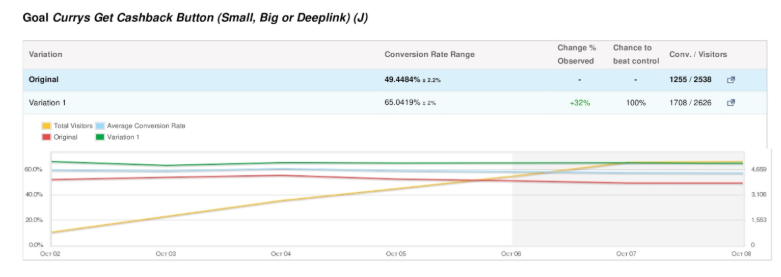 Goal Currys Get Cashback Button (Small, Big or Deeplink) (J)
Variation Conversion Rate Range Change % Observed Chance to beat control Conv. / Visitors
Original 49.4484% ± 2.2% - - 1255 / 2538
Variation 1 65.0419% ± 2% +32% 100% 1708 / 2626
Total Visitors Average Conversion Rate
Original Variation 1
60.0% 4,659
40.0% 3,106
20.0% 1,553
0.0% 0
Oct 02 Oct 03 Oct 04 Oct 05 Oct 06 Oct 07 Oct 08